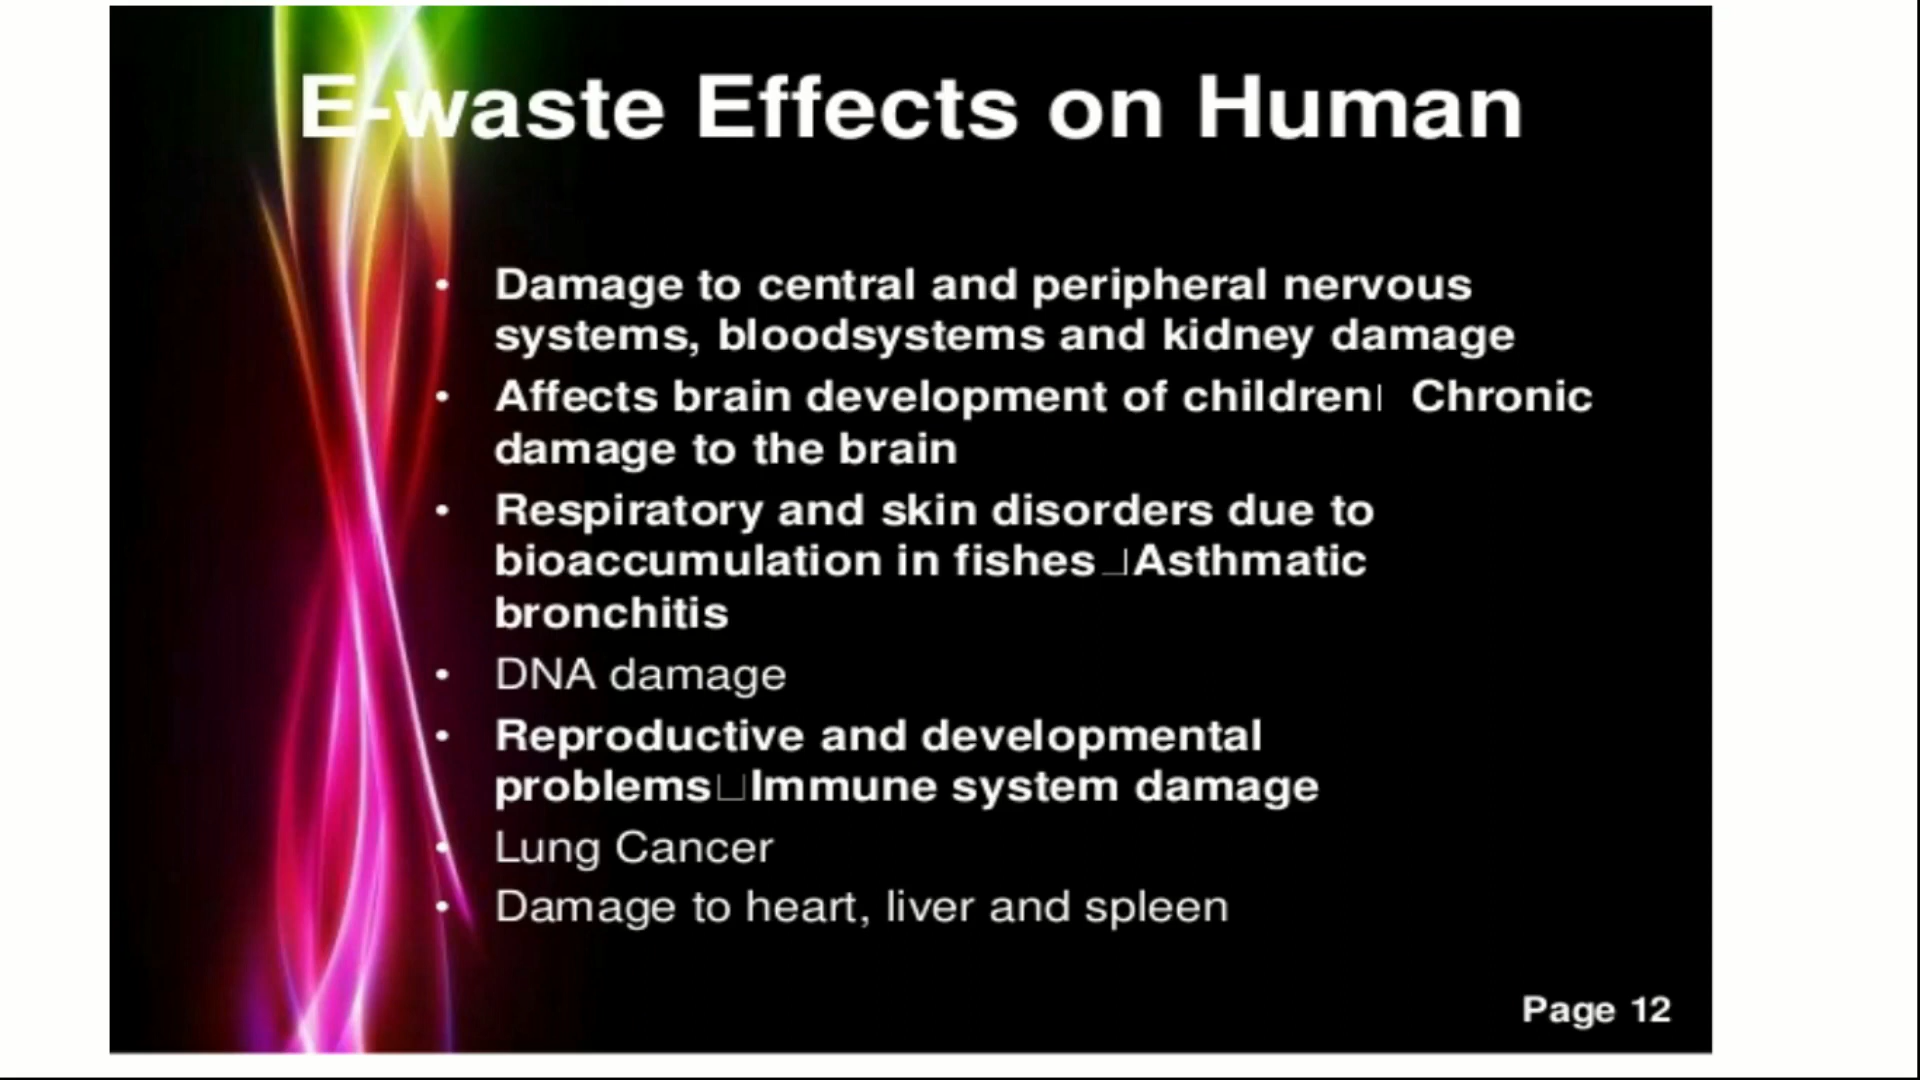 E-waste Effects on Human
• Damage to central and peripheral nervous
systems, bloodsystems and kidney damage
• Affects brain development of children Chronic
damage to the brain
• Respiratory and skin disorders due to
bioaccumulation in fishes Asthmatic
bronchitis
• DNA damage
• Reproductive and developmental
problems Immune system damage
• Lung Cancer
• Damage to heart, liver and spleen
Page 12